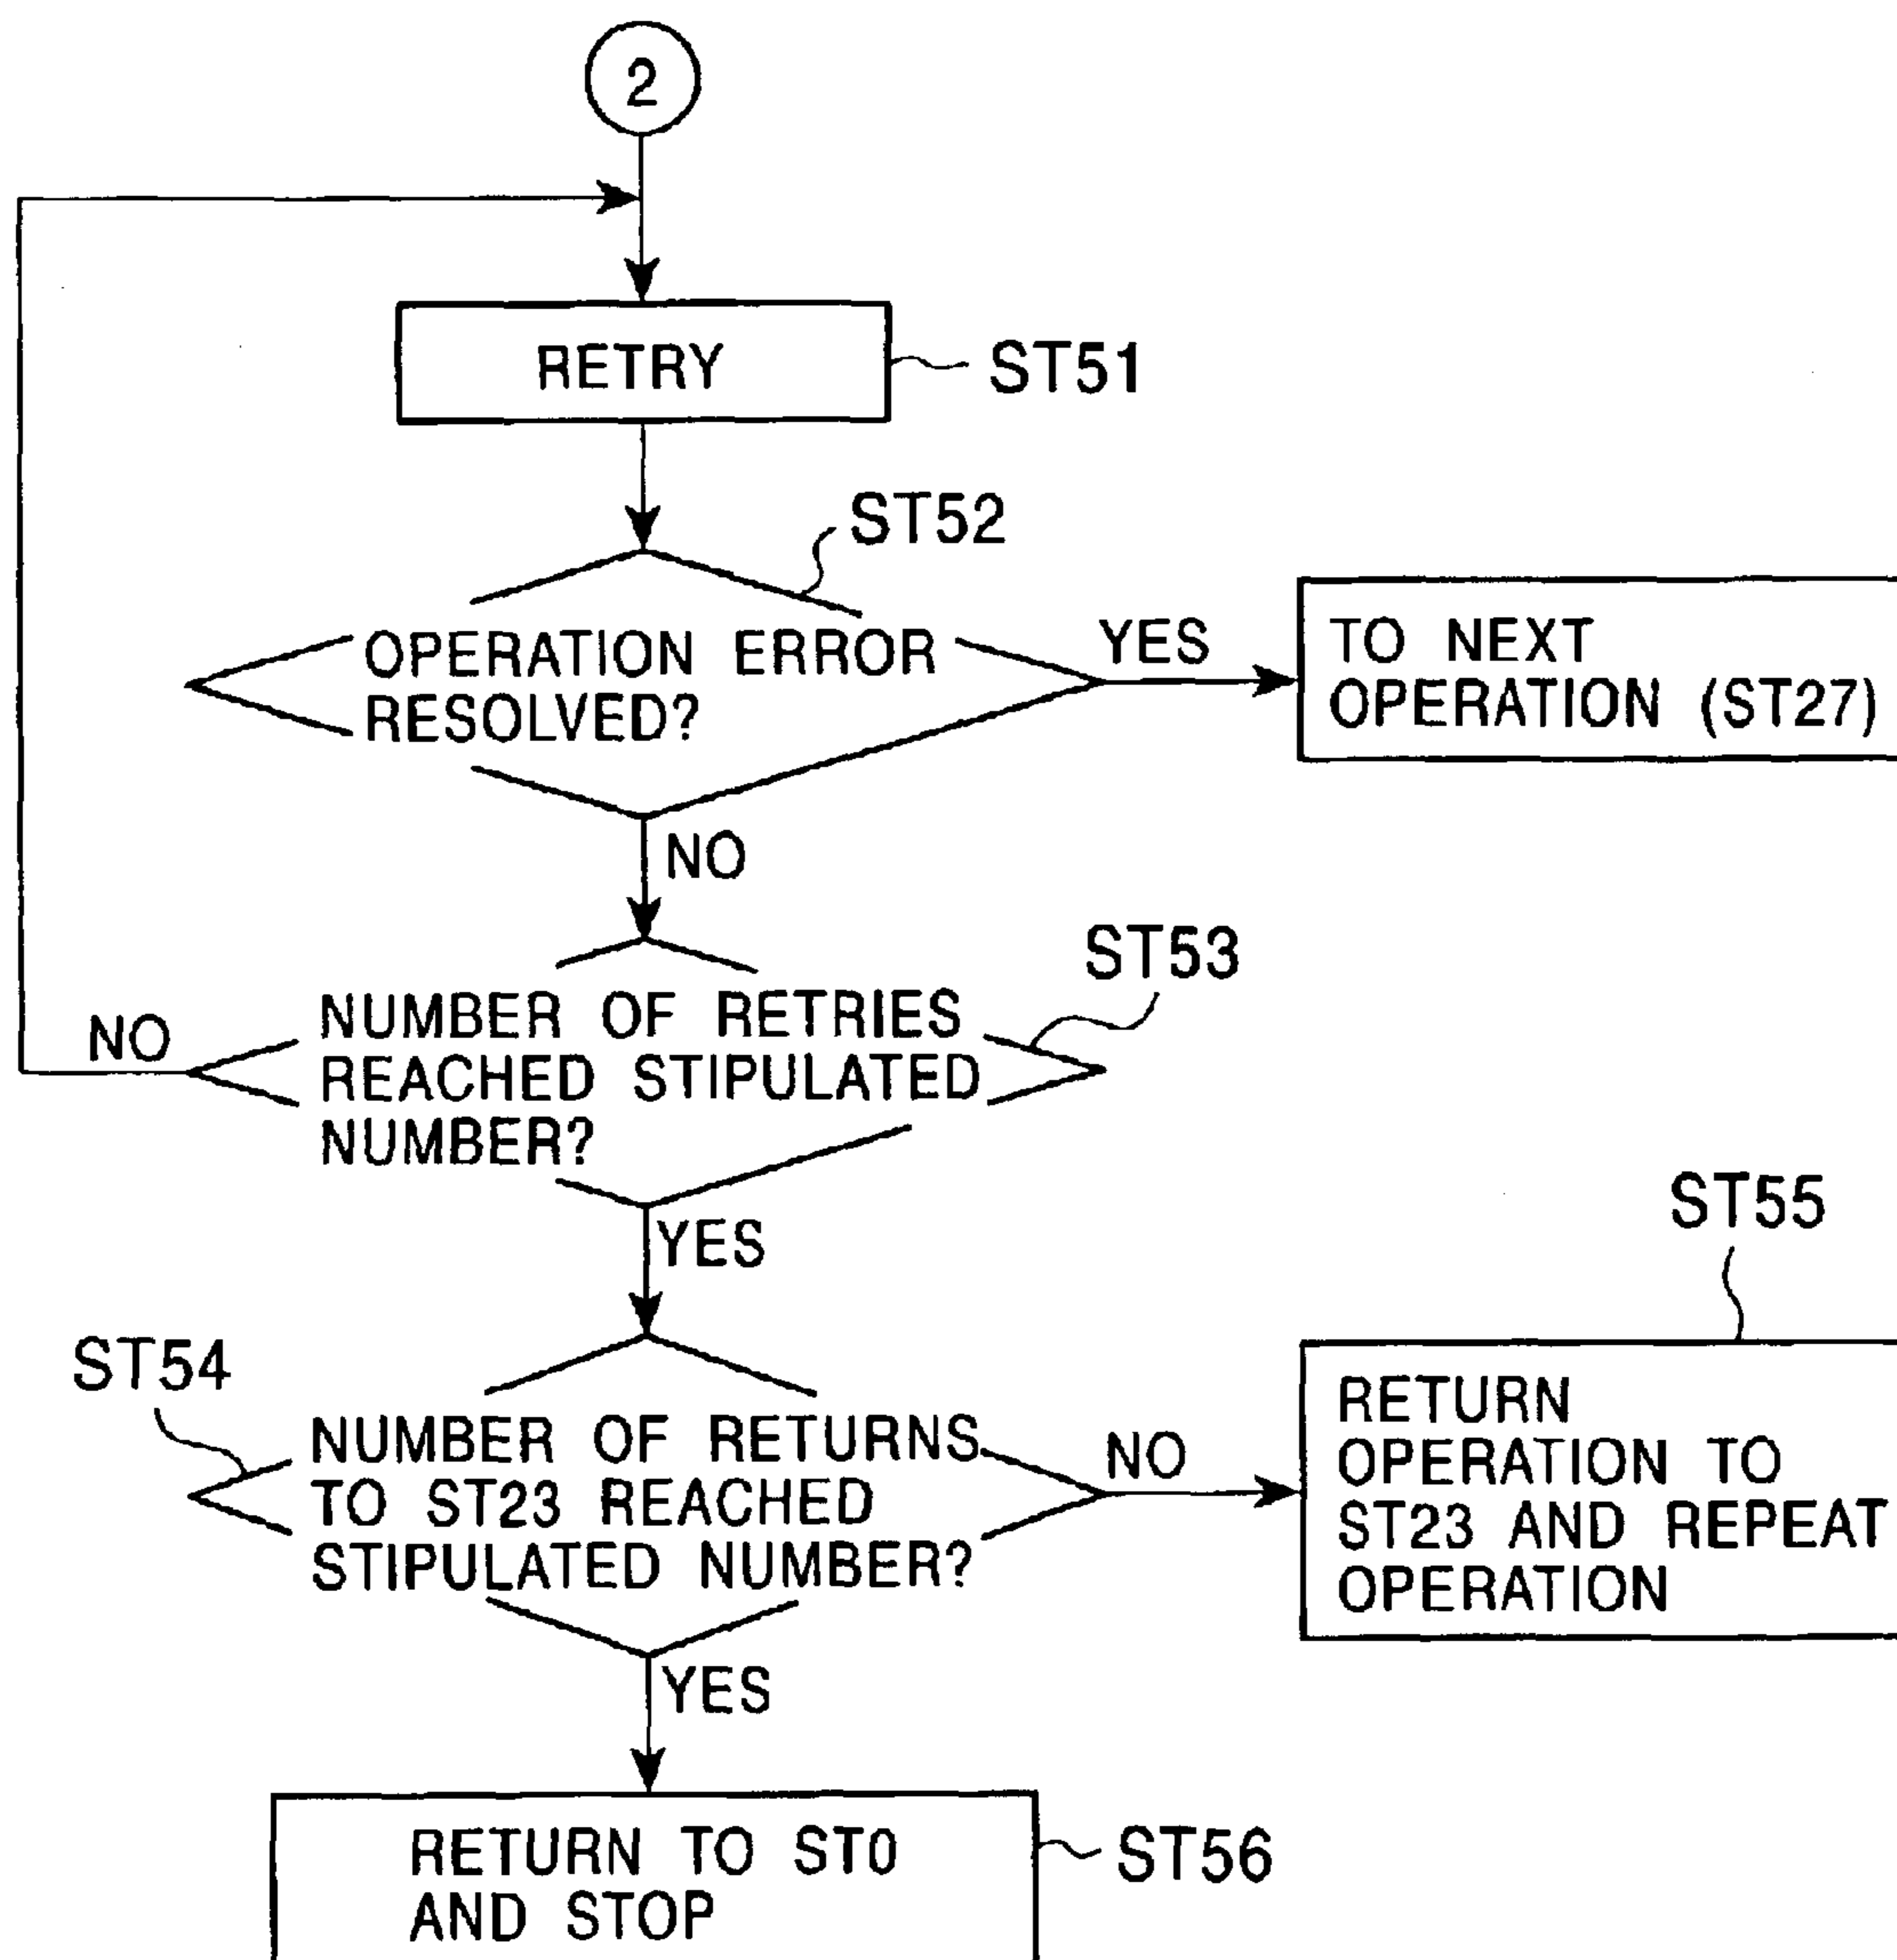 2
RETRY
ST51
ST52
OPERATION ERROR
RESOLVED?
YES
TO NEXT
OPERATION (ST27)
NO
ST53
NUMBER OF RETRIES
REACHED STIPULATED
NUMBER?
NO
YES
ST54
NUMBER OF RETURNS
TO ST23 REACHED
STIPULATED NUMBER?
NO
ST55
RETURN
OPERATION TO
ST23 AND REPEAT
OPERATION
YES
RETURN TO ST0
AND STOP
ST56